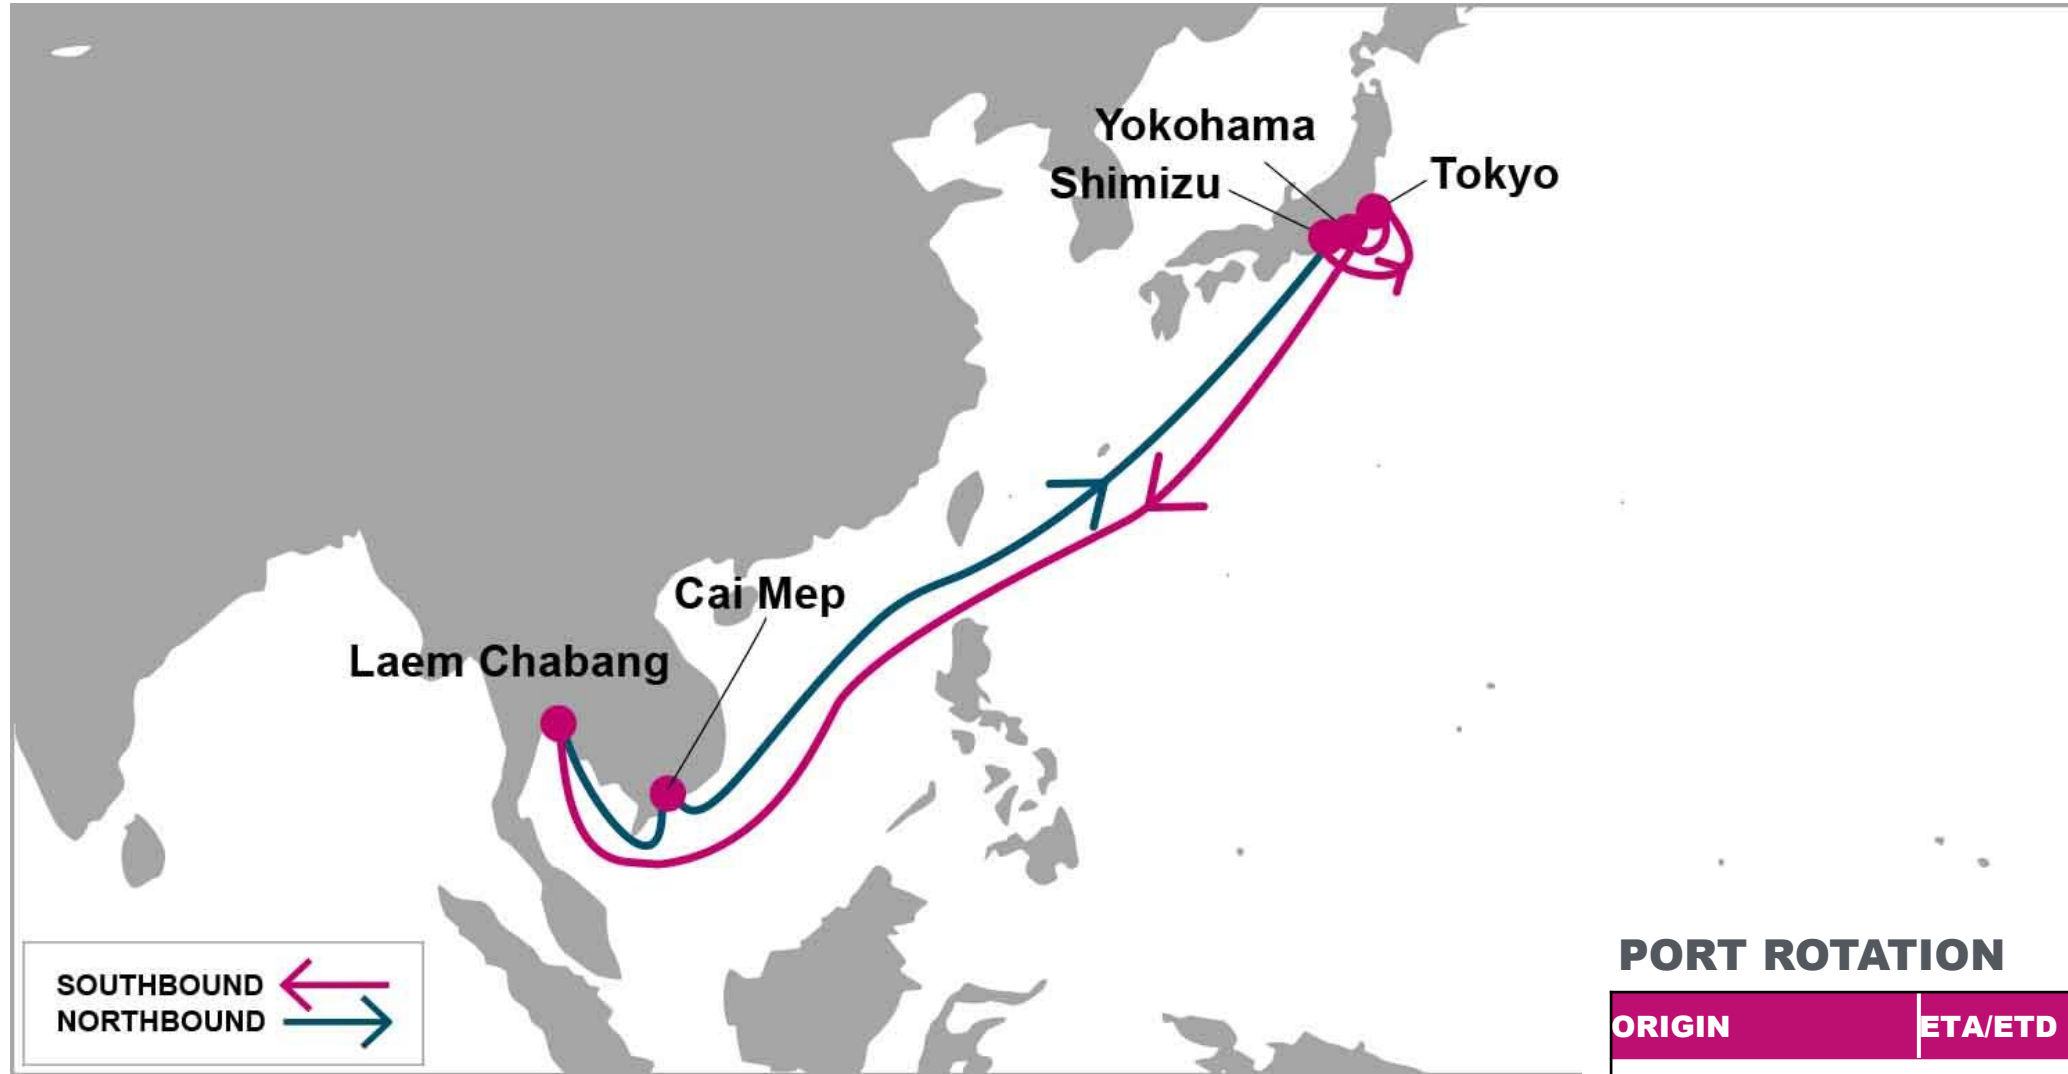 Yokohama
Shimizu
Tokyo
Cai Mep
Laem Chabang
SOUTHBOUND
NORTHBOUND
PORT ROTATION
ORIGIN
ETA/ETD